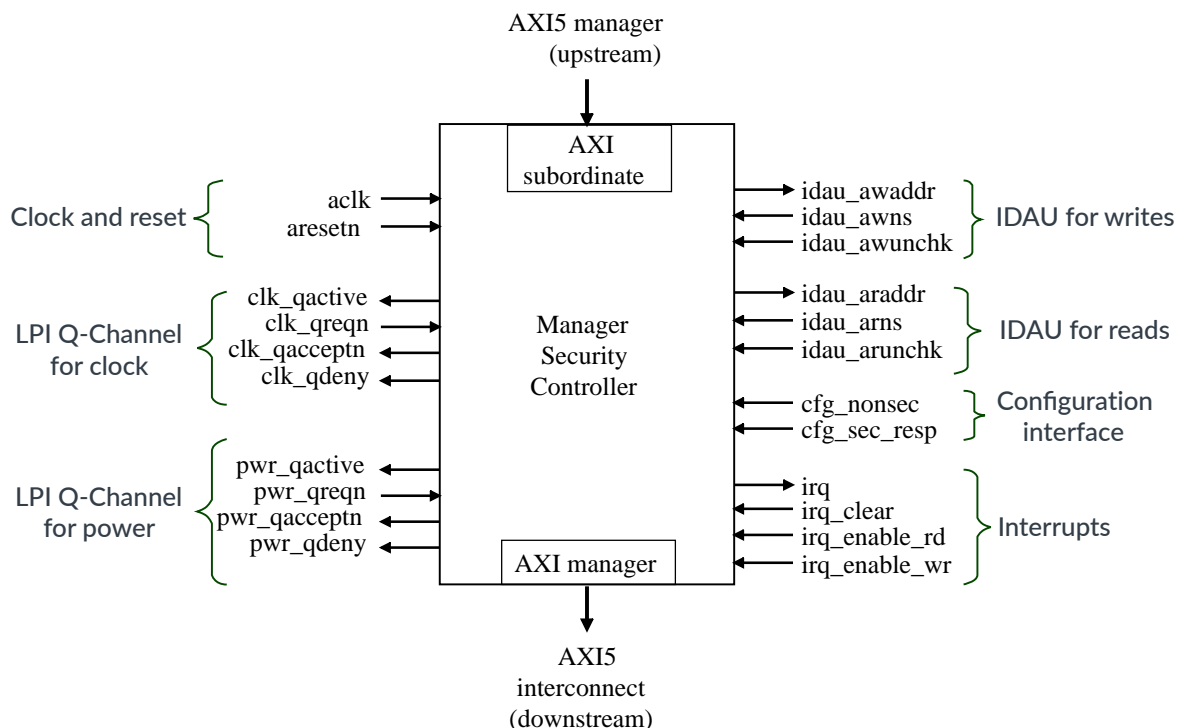 AXI5 manager
(upstream)
AXI
subordinate
Clock and reset
aclk
aresetn
LPI Q-Channel
for clock
clk_qactive
clk_qreqn
clk_qacceptn
clk_qdeny
LPI Q-Channel
for power
pwr_qactive
pwr_qreqn
pwr_qacceptn
pwr_qdeny
Manager
Security
Controller
idau_awaddr
idau_awns
idau_awunchk
IDAU for writes
idau_araddr
idau_arns
idau_arunchk
IDAU for reads
cfg_nonsec
cfg_sec_resp
Configuration
interface
irq
irq_clear
irq_enable_rd
irq_enable_wr
Interrupts
AXI manager
AXI5
interconnect
(downstream)